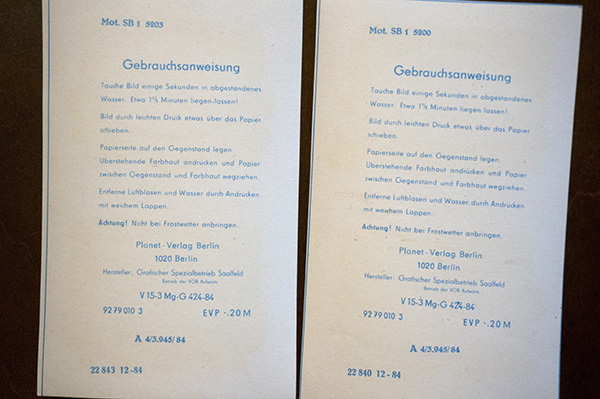 Mot. SB 1 5203
Gebrauchsanweisung
Tauche Bild einige Sekunden in abgestandenes
Wasser. Etwa 1½ Minuten liegen-lassen!
Bild durch leichten Druck etwas über das Papier
schieben.
Papierseite auf den Gegenstand legen.
Überstehende Farbhaut andrücken und Papier
zwischen Gegenstand und Farbhaut wegziehen.
Entferne Luftblasen und Wasser durch Andrücken
mit weichem Lappen.
Achtung! Nicht bei Frostwetter anbringen.
Planet - Verlag Berlin
1020 Berlin
Hersteller: Grafischer Spezialbetrieb Saalfeld
Betrieb der VOB Aufwärts
V 15-3 Mg-G 424-84
92 79 010 3 EVP -.20 M
A 4/3.945/84
22 843 12-84
Mot. SB 1 5200
Gebrauchsanweisung
Tauche Bild einige Sekunden in abgestandenes
Wasser. Etwa 1½ Minuten liegen lassen!
Bild durch leichten Druck etwas über das Papier
schieben.
Papierseite auf den Gegenstand legen.
Überstehende Farbhaut andrücken und Papier
zwischen Gegenstand und Farbhaut wegziehen.
Entferne Luftblasen und Wasser durch Andrücken
mit weichem Lappen.
Achtung! Nicht bei Frostwetter anbringen.
Planet - Verlag Berlin
1020 Berlin
Hersteller: Grafischer Spezialbetrieb Saalfeld
Betrieb der VOB Aufwärts
V 15-3 Mg-G 424-84
92 79 010 3 EVP -.20 M
A 4/3.945/84
22 840 12-84